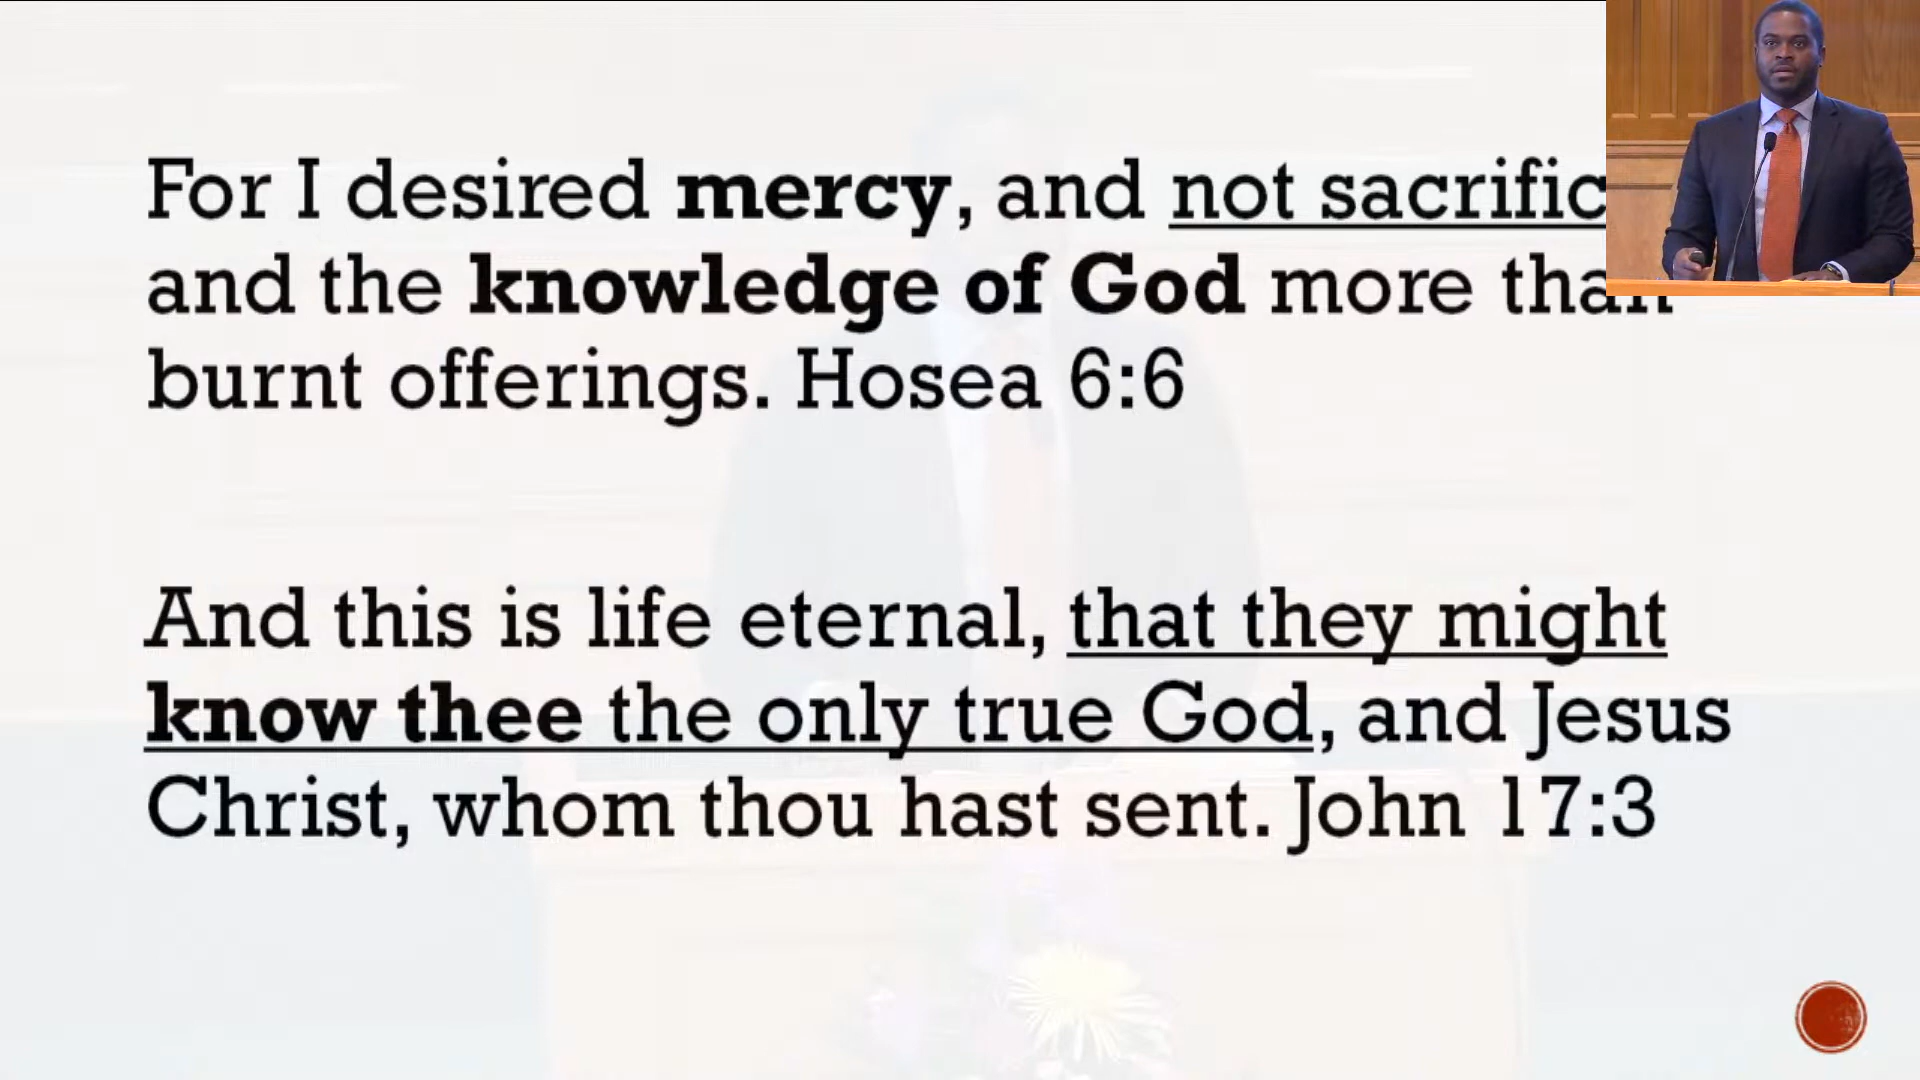 For I desired mercy, and not sacrific
and the knowledge of God more than
burnt offerings. Hosea 6:6
And this is life eternal, that they might
know thee the only true God, and Jesus
Christ, whom thou hast sent. John 17:3